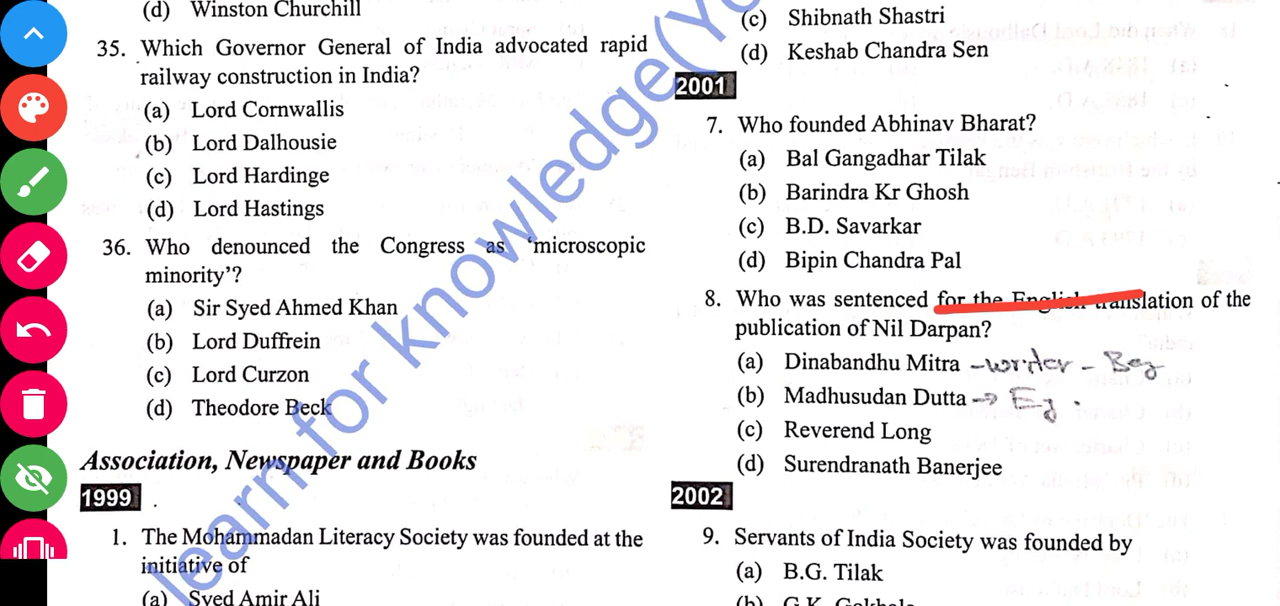 (d) Winston Churchill
35. Which Governor General of India advocated rapid
railway construction in India?
(a) Lord Cornwallis
(b) Lord Dalhousie
(c) Lord Hardinge
(d) Lord Hastings
36. Who denounced the Congress as 'microscopic
minority'?
(a) Sir Syed Ahmed Khan
(b) Lord Duffrein
(c) Lord Curzon
(d) Theodore Beck
Association, Newspaper and Books
1999
1. The Mohammadan Literacy Society was founded at the
initiative of
(a) Syed Amir Ali
(c) Shibnath Shastri
(d) Keshab Chandra Sen
2001
7. Who founded Abhinav Bharat?
(a) Bal Gangadhar Tilak
(b) Barindra Kr Ghosh
(c) B.D. Savarkar
(d) Bipin Chandra Pal
8. Who was sentenced for the English translation of the
publication of Nil Darpan?
(a) Dinabandhu Mitra - writer - Beg
(b) Madhusudan Dutta → Eg.
(c) Reverend Long
(d) Surendranath Banerjee
2002
9. Servants of India Society was founded by
(a) B.G. Tilak
(b) G.K. Gokhale
learn for knowledge(Yo